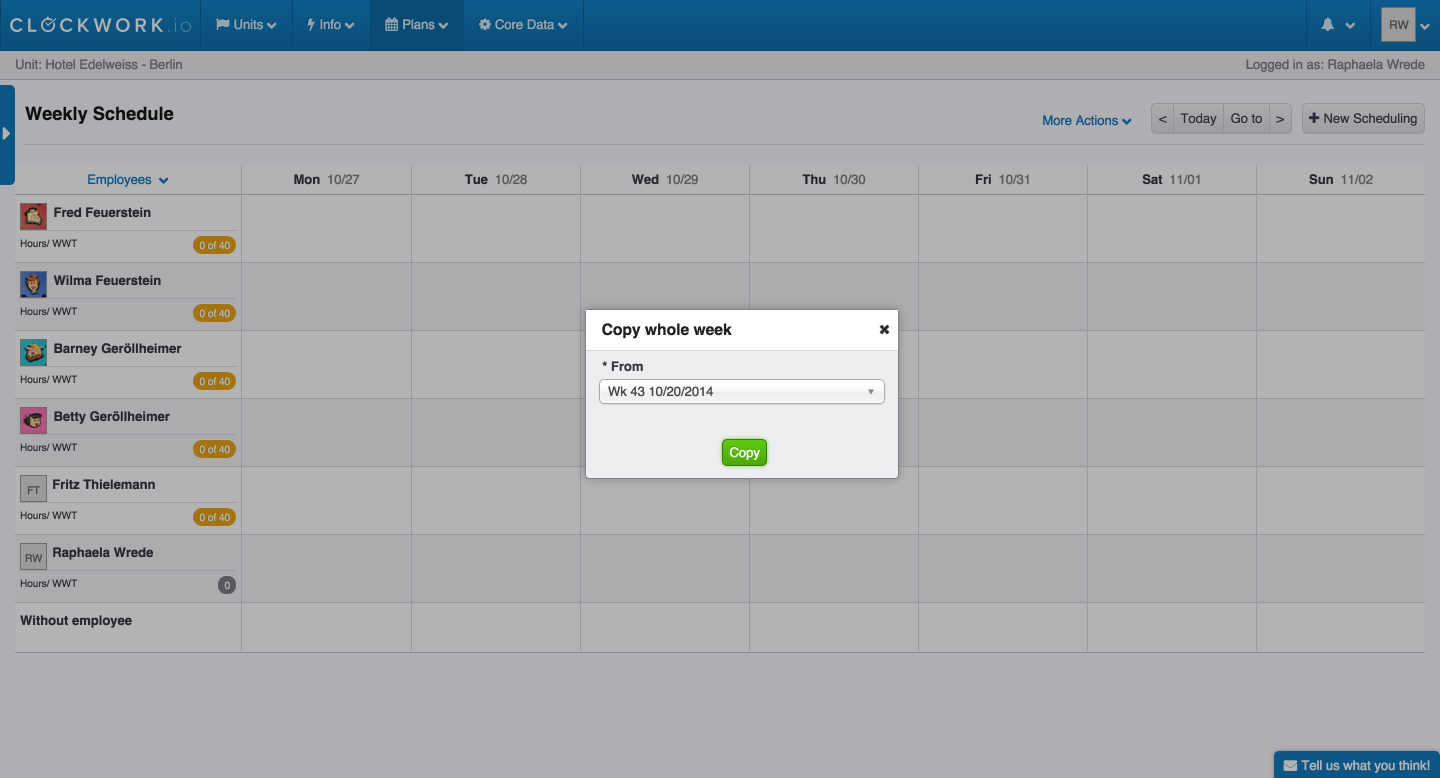 CLOCKWORK.io
Units
Info
Plans
Core Data
RW
Unit: Hotel Edelweiss - Berlin
Logged in as: Raphaela Wrede
Weekly Schedule
More Actions
< Today Go to >
+ New Scheduling
Employees
Mon 10/27
Tue 10/28
Wed 10/29
Thu 10/30
Fri 10/31
Sat 11/01
Sun 11/02
Fred Feuerstein
Hours/ WWT 0 of 40
Wilma Feuerstein
Hours/ WWT 0 of 40
Barney Geröllheimer
Hours/ WWT 0 of 40
Betty Geröllheimer
Hours/ WWT 0 of 40
FT Fritz Thielemann
Hours/ WWT 0 of 40
RW Raphaela Wrede
Hours/ WWT 0
Without employee
Copy whole week
* From
Wk 43 10/20/2014
Copy
Tell us what you think!